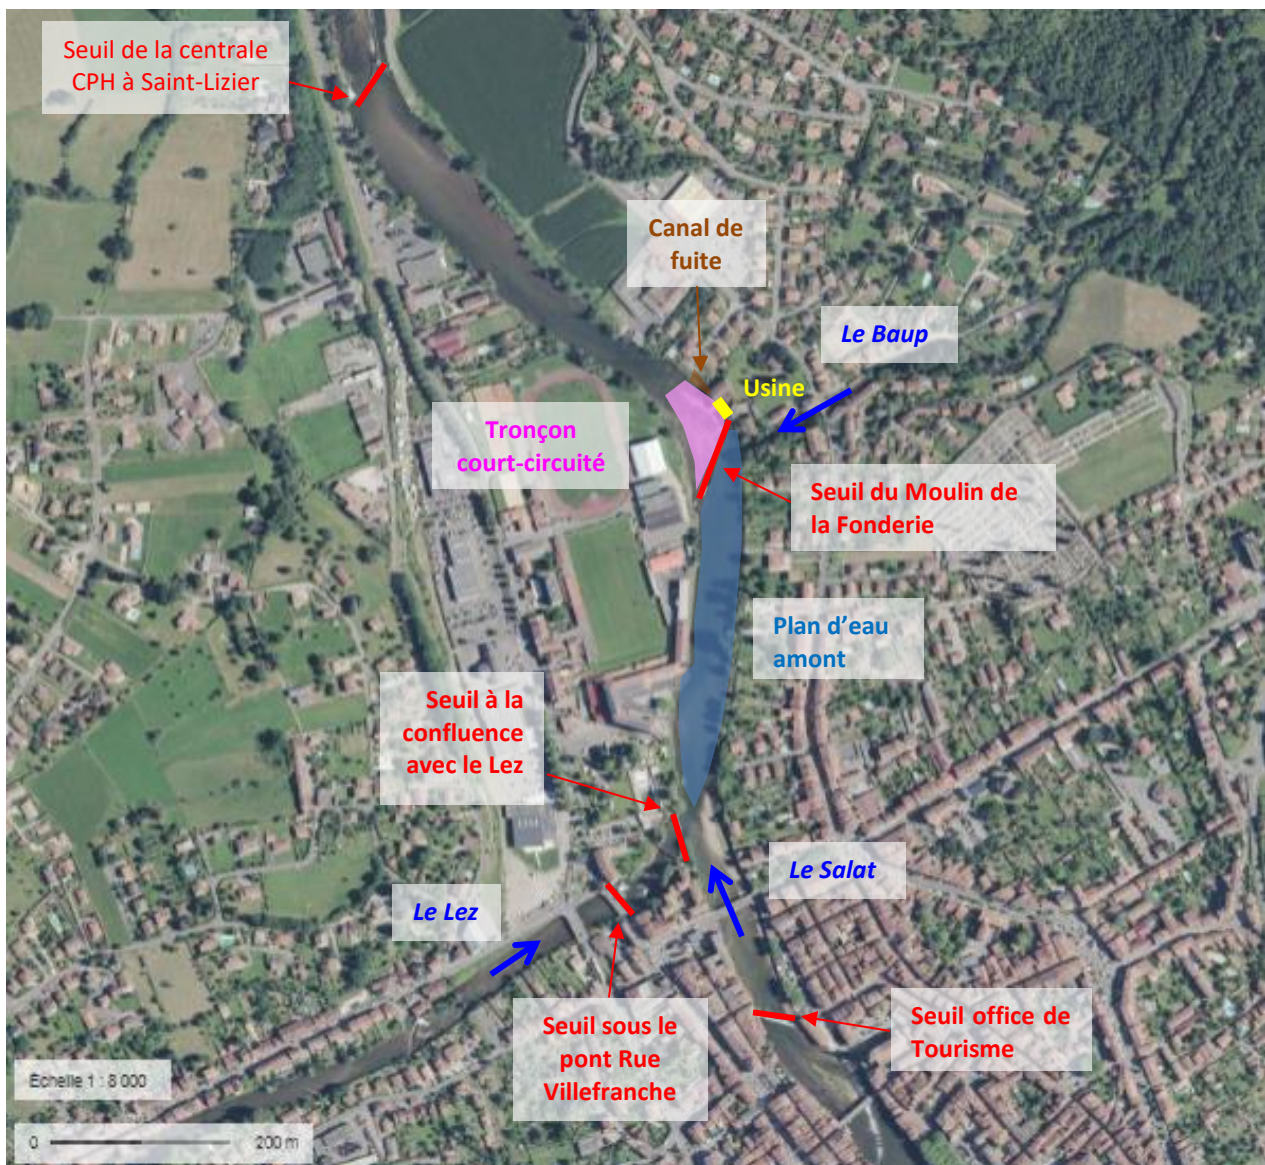 Seuil de la centrale
CPH à Saint-Lizier
Canal de
fuite
Le Baup
Usine
Tronçon
court-circuité
Seuil du Moulin de
la Fonderie
Plan d’eau
amont
Seuil à la
confluence
avec le Lez
Le Salat
Le Lez
Seuil sous le
pont Rue
Villefranche
Seuil office de
Tourisme
Échelle 1 : 8 000
0 200 m